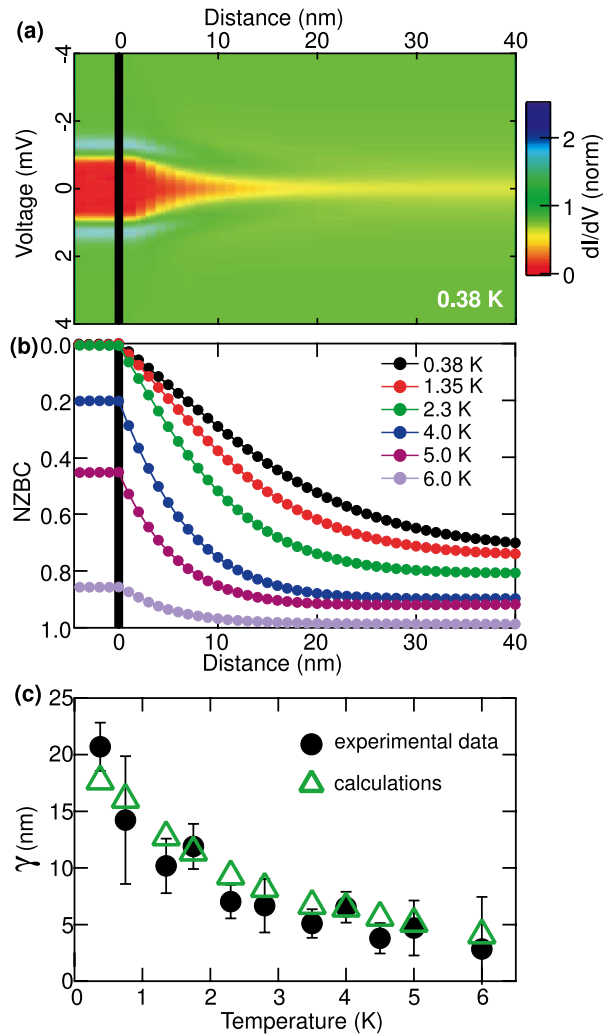 Distance (nm)
(a)
0 10 20 30 40
-4
-2
0
2
4
Voltage (mV)
0.38 K
2
1
0
dI/dV (norm)
(b)
0.0
0.2
0.4
0.6
0.8
1.0
NZBC
0.38 K
1.35 K
2.3 K
4.0 K
5.0 K
6.0 K
0 10 20 30 40
Distance (nm)
(c)
25
20
15
10
5
0
γ (nm)
experimental data
calculations
0 1 2 3 4 5 6
Temperature (K)